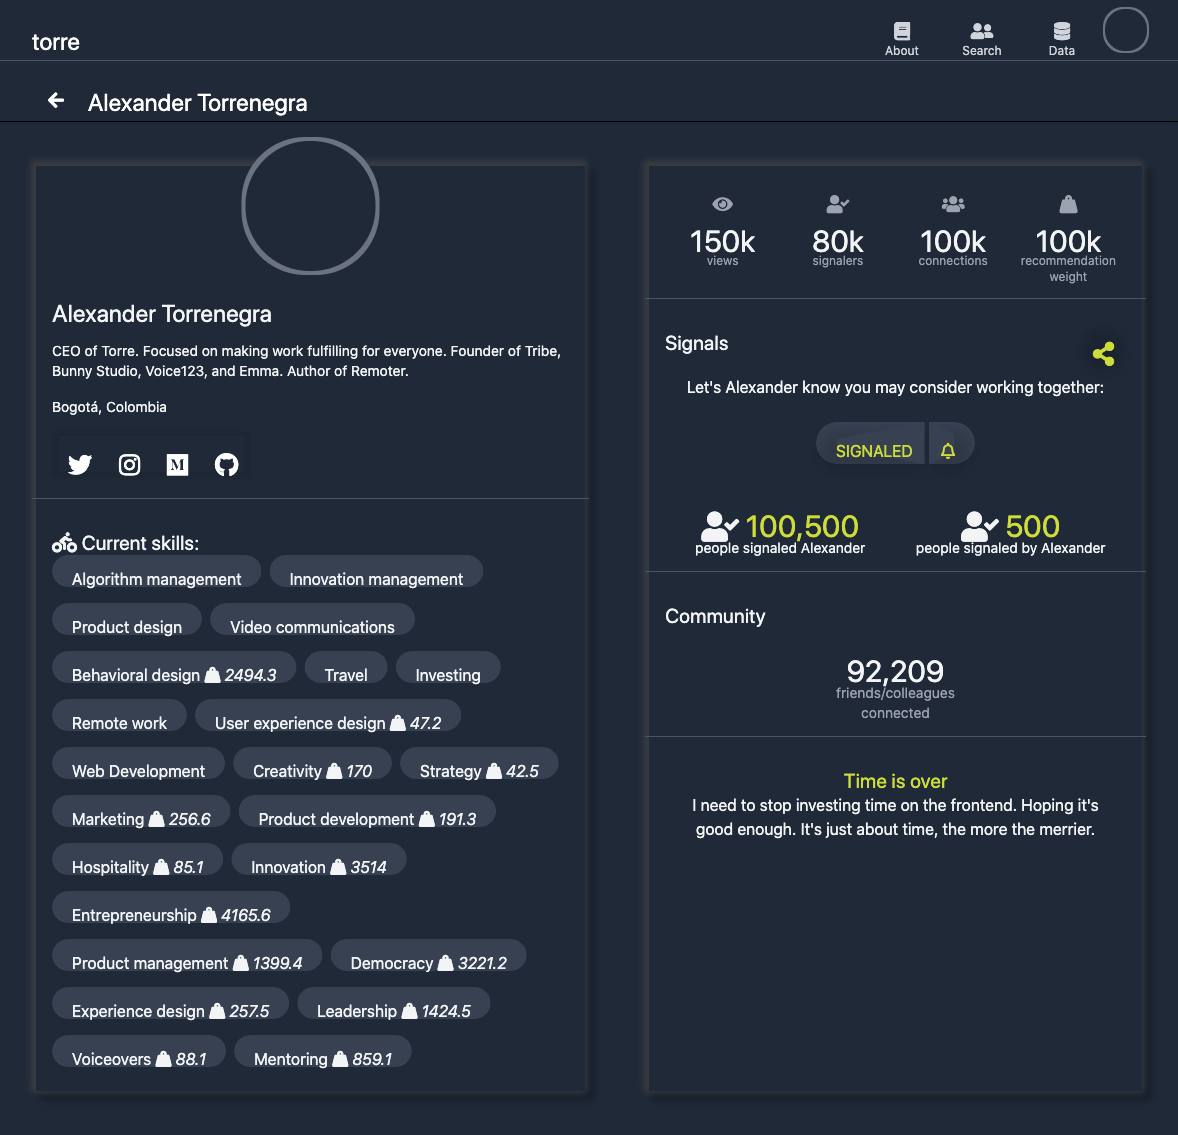 torre
About
Search
Data
Alexander Torrenegra
Alexander Torrenegra
CEO of Torre. Focused on making work fulfilling for everyone. Founder of Tribe,
Bunny Studio, Voice123, and Emma. Author of Remoter.
Bogotá, Colombia
Current skills:
Algorithm management
Innovation management
Product design
Video communications
Behavioral design 2494.3
Travel
Investing
Remote work
User experience design 47.2
Web Development
Creativity 170
Strategy 42.5
Marketing 256.6
Product development 191.3
Hospitality 85.1
Innovation 3514
Entrepreneurship 4165.6
Product management 1399.4
Democracy 3221.2
Experience design 257.5
Leadership 1424.5
Voiceovers 88.1
Mentoring 859.1
150k
views
80k
signalers
100k
connections
100k
recommendation
weight
Signals
Let's Alexander know you may consider working together:
SIGNALED
100,500
people signaled Alexander
500
people signaled by Alexander
Community
92,209
friends/colleagues
connected
Time is over
I need to stop investing time on the frontend. Hoping it's
good enough. It's just about time, the more the merrier.